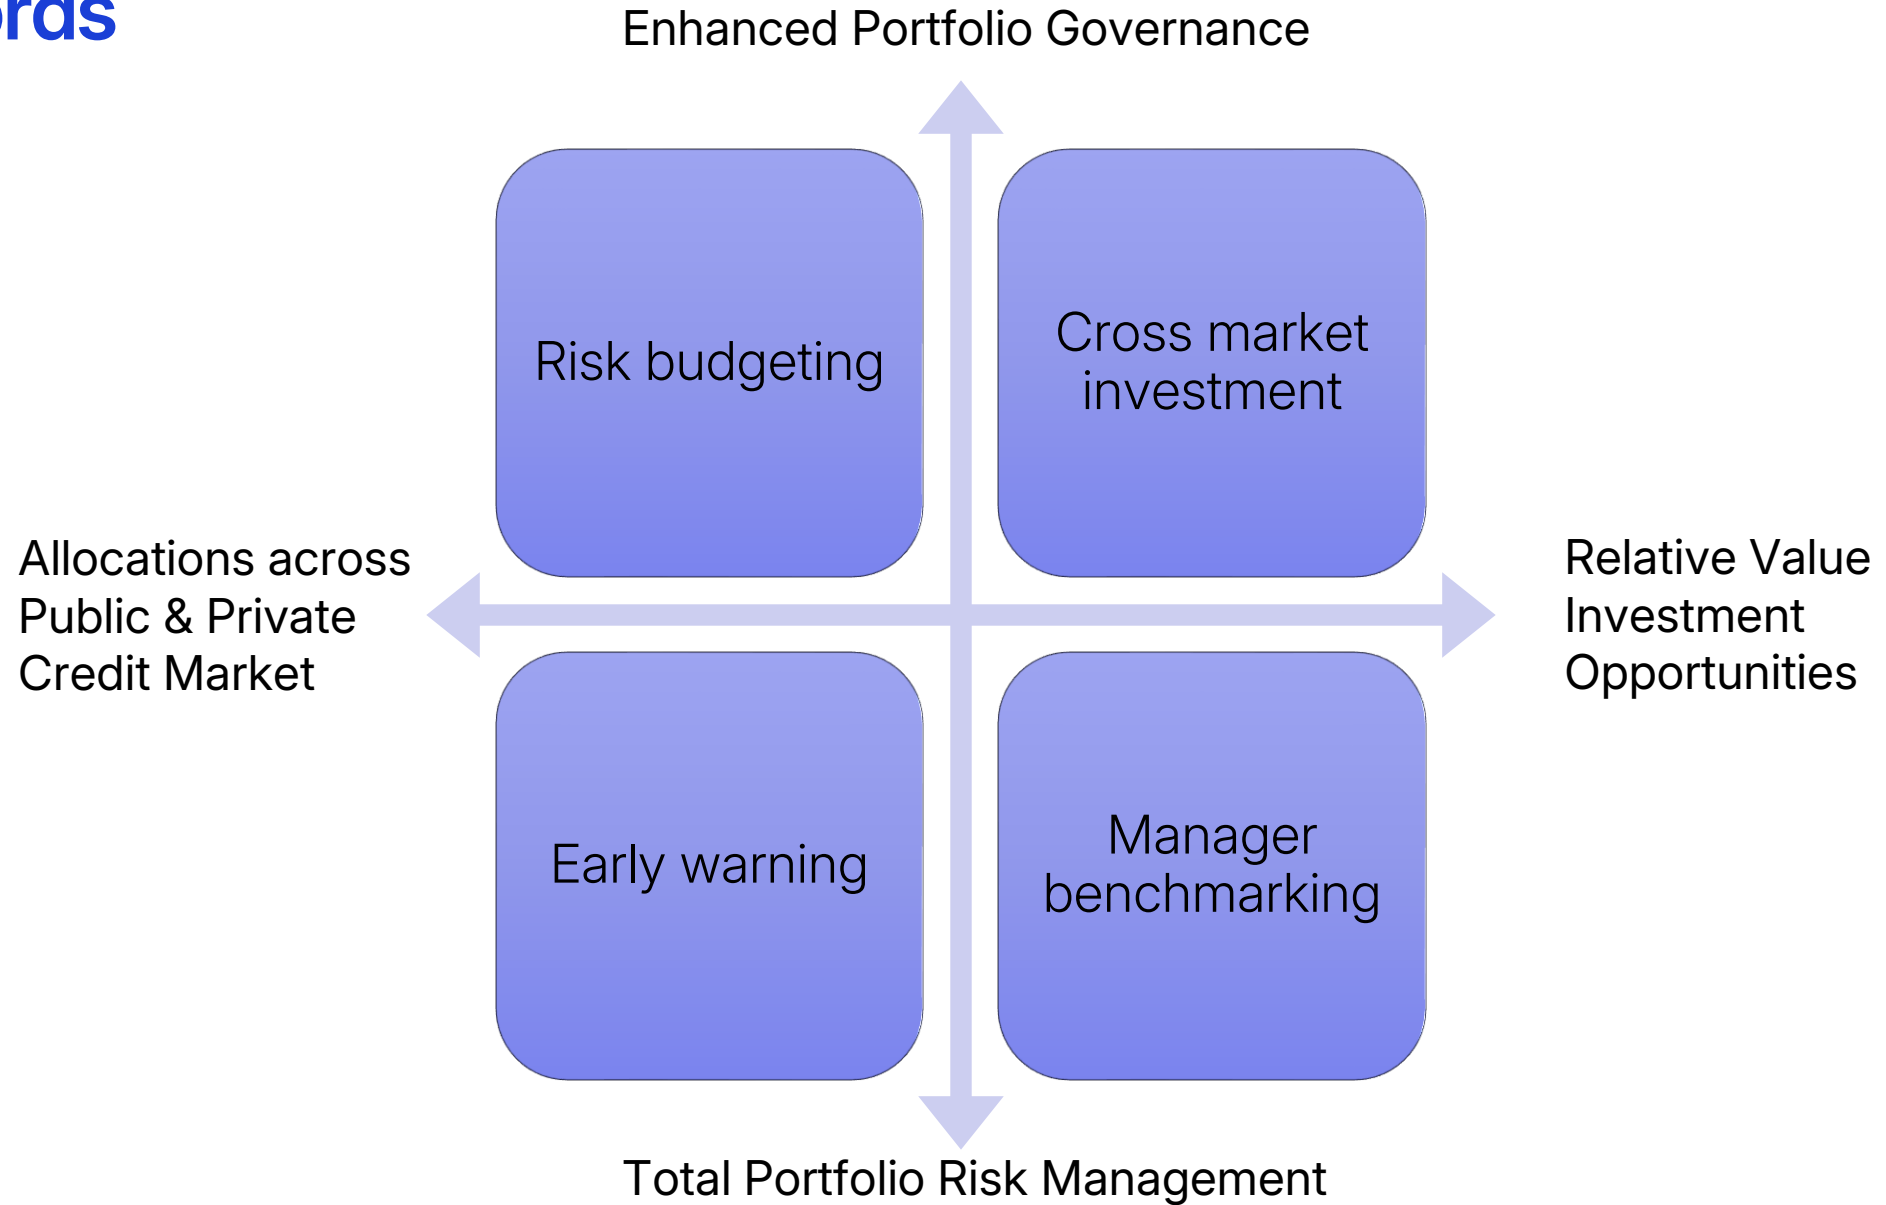 Enhanced Portfolio Governance
Risk budgeting
Cross market
investment
Allocations across
Public & Private
Credit Market
Relative Value
Investment
Opportunities
Early warning
Manager
benchmarking
Total Portfolio Risk Management